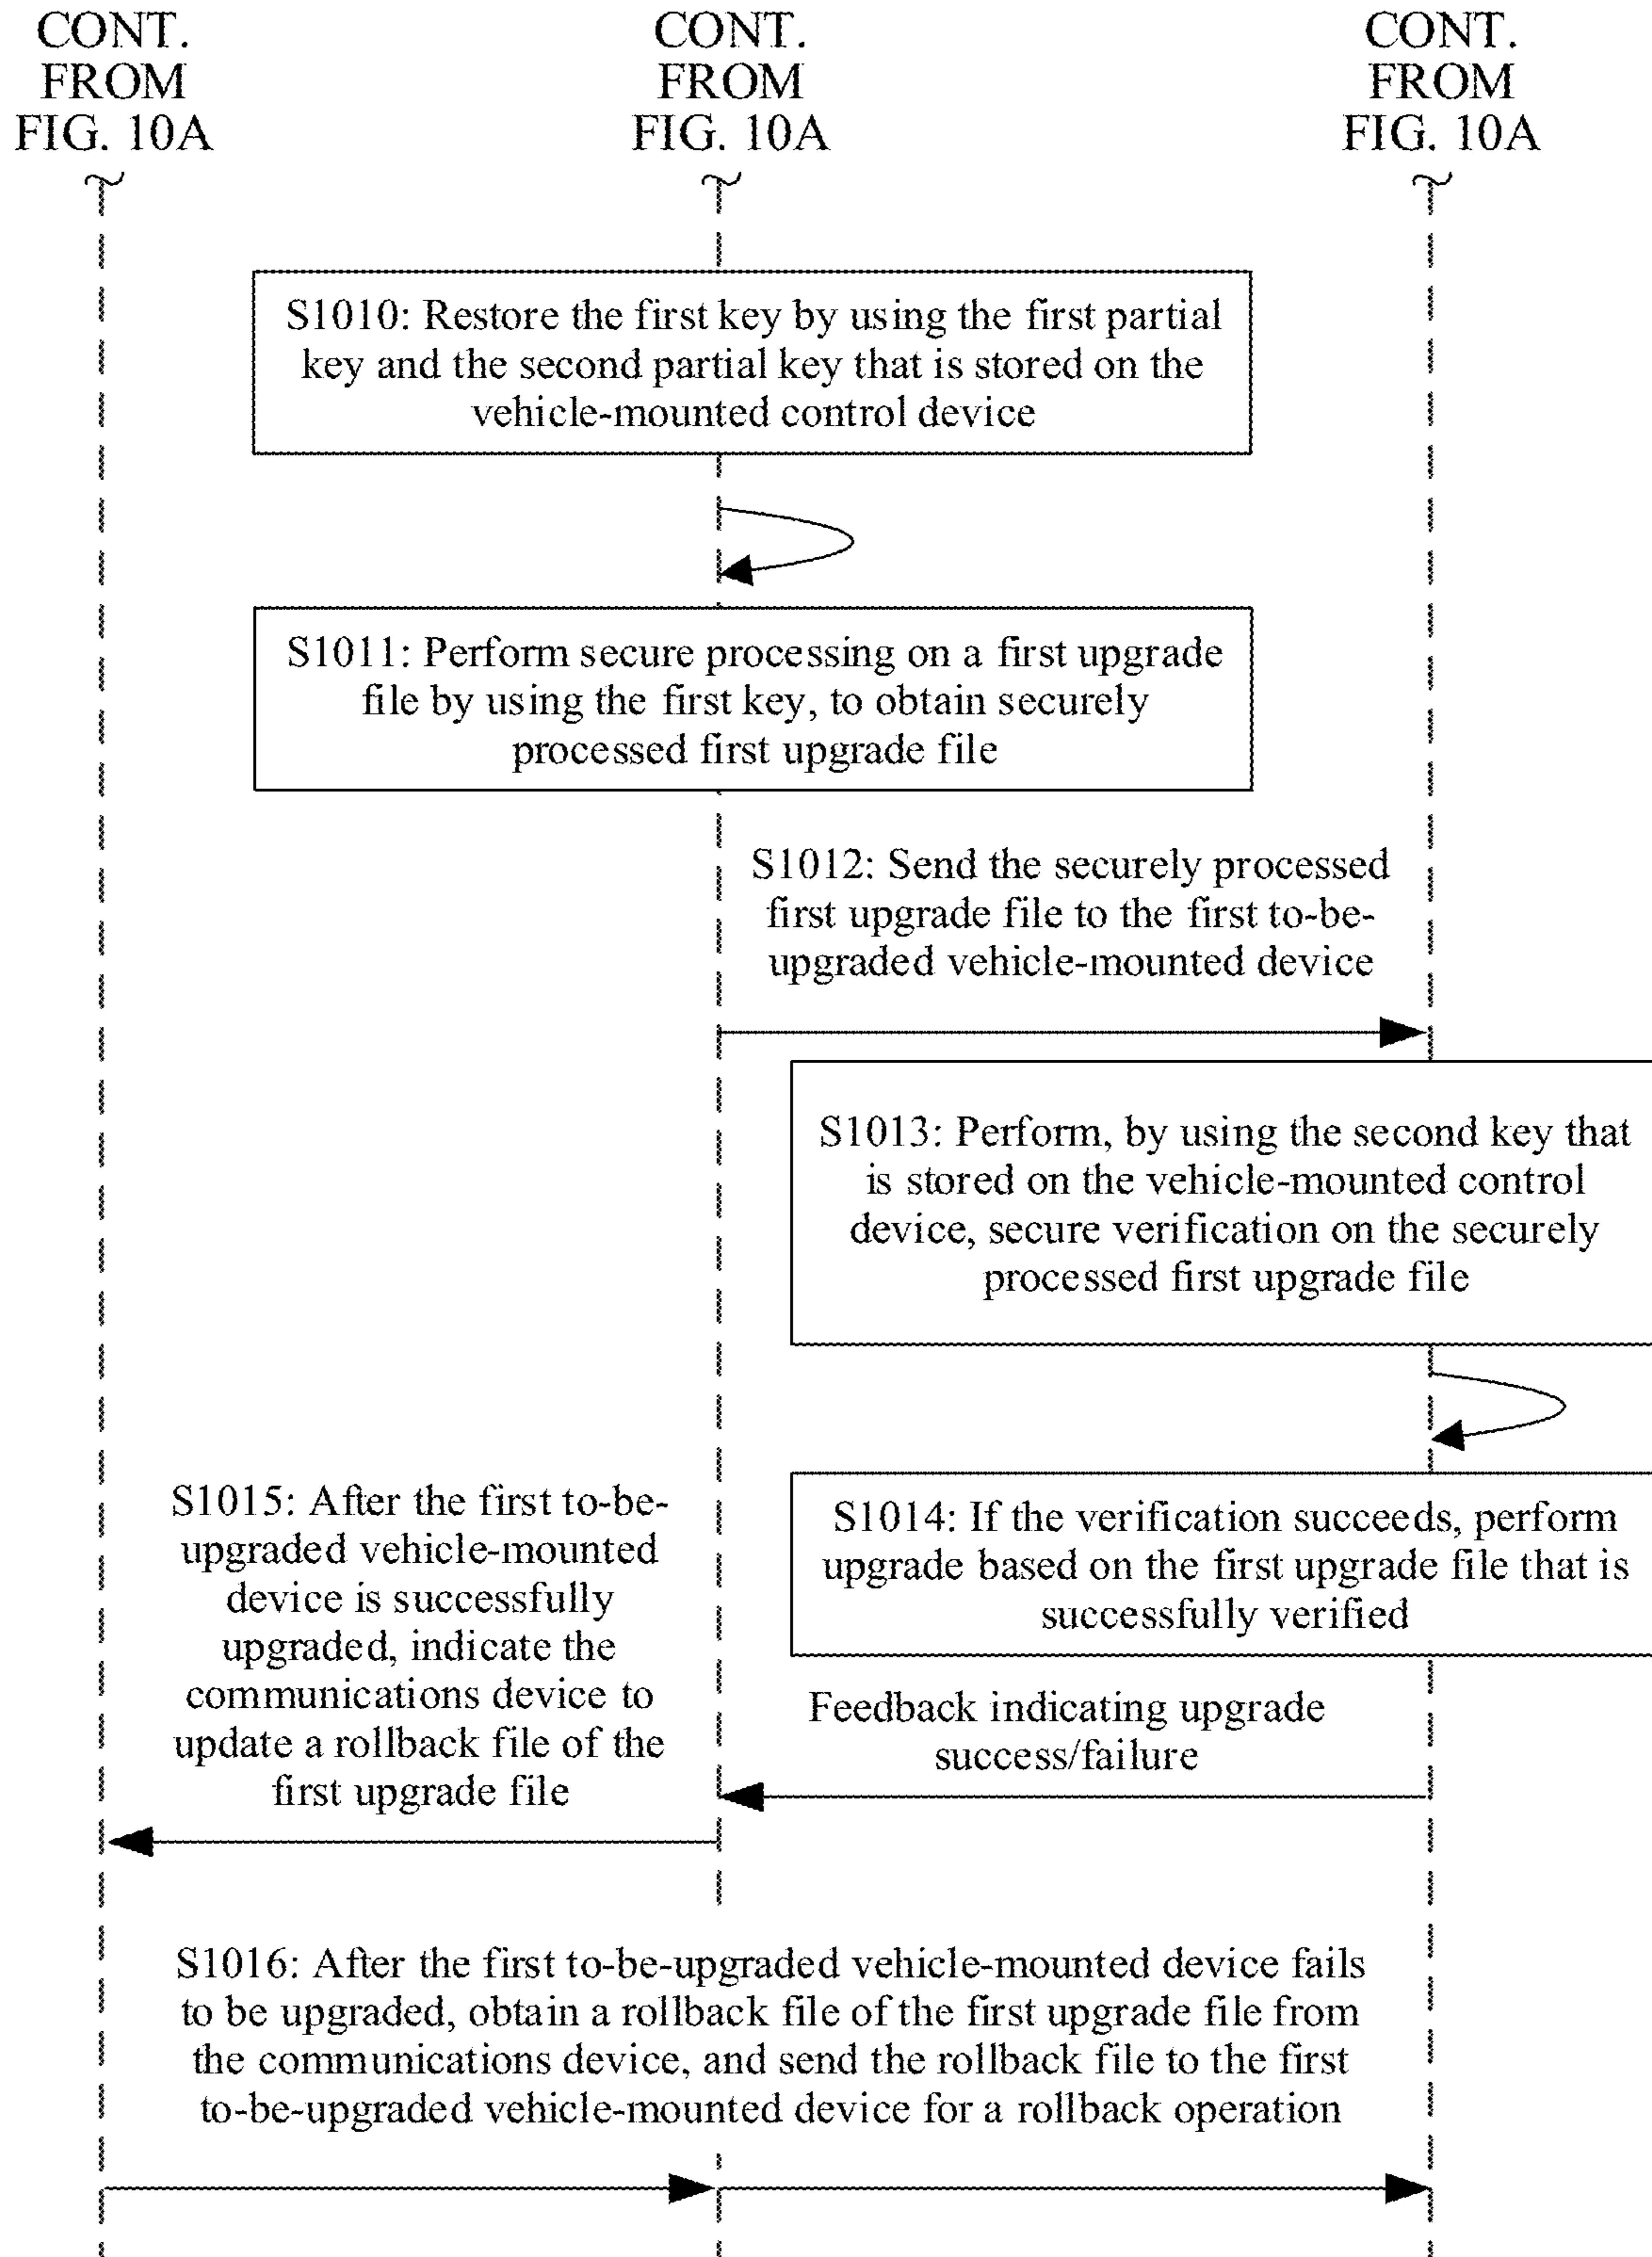 CONT.
FROM
FIG. 10A
CONT.
FROM
FIG. 10A
CONT.
FROM
FIG. 10A
S1010: Restore the first key by using the first partial
key and the second partial key that is stored on the
vehicle-mounted control device
S1011: Perform secure processing on a first upgrade
file by using the first key, to obtain securely
processed first upgrade file
S1012: Send the securely processed
first upgrade file to the first to-be-
upgraded vehicle-mounted device
S1013: Perform, by using the second key that
is stored on the vehicle-mounted control
device, secure verification on the securely
processed first upgrade file
S1014: If the verification succeeds, perform
upgrade based on the first upgrade file that is
successfully verified
Feedback indicating upgrade
success/failure
S1015: After the first to-be-
upgraded vehicle-mounted
device is successfully
upgraded, indicate the
communications device to
update a rollback file of the
first upgrade file
S1016: After the first to-be-upgraded vehicle-mounted device fails
to be upgraded, obtain a rollback file of the first upgrade file from
the communications device, and send the rollback file to the first
to-be-upgraded vehicle-mounted device for a rollback operation